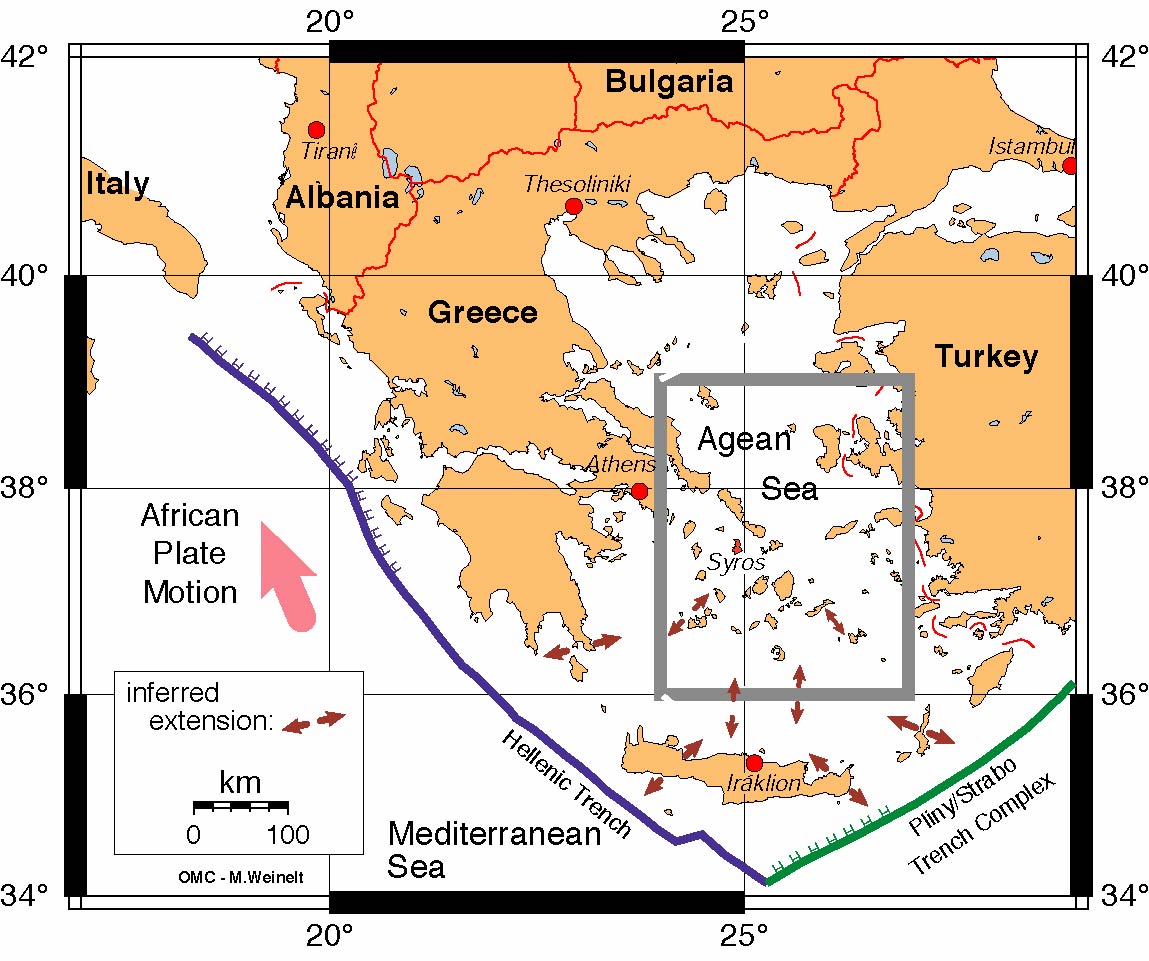 20° 25°
42° 42°
Bulgaria
Tiranê
Istambul
Italy
Albania
Thesoliniki
40° 40°
Greece
Turkey
Agean
Sea
Athens
38° 38°
African
Plate
Motion
Syros
36° 36°
inferred
extension:
km
0 100
OMC - M.Weinelt
Hellenic Trench
Iráklion
Pliny/Strabo
Trench Complex
Mediterranean
Sea
34° 34°
20° 25°